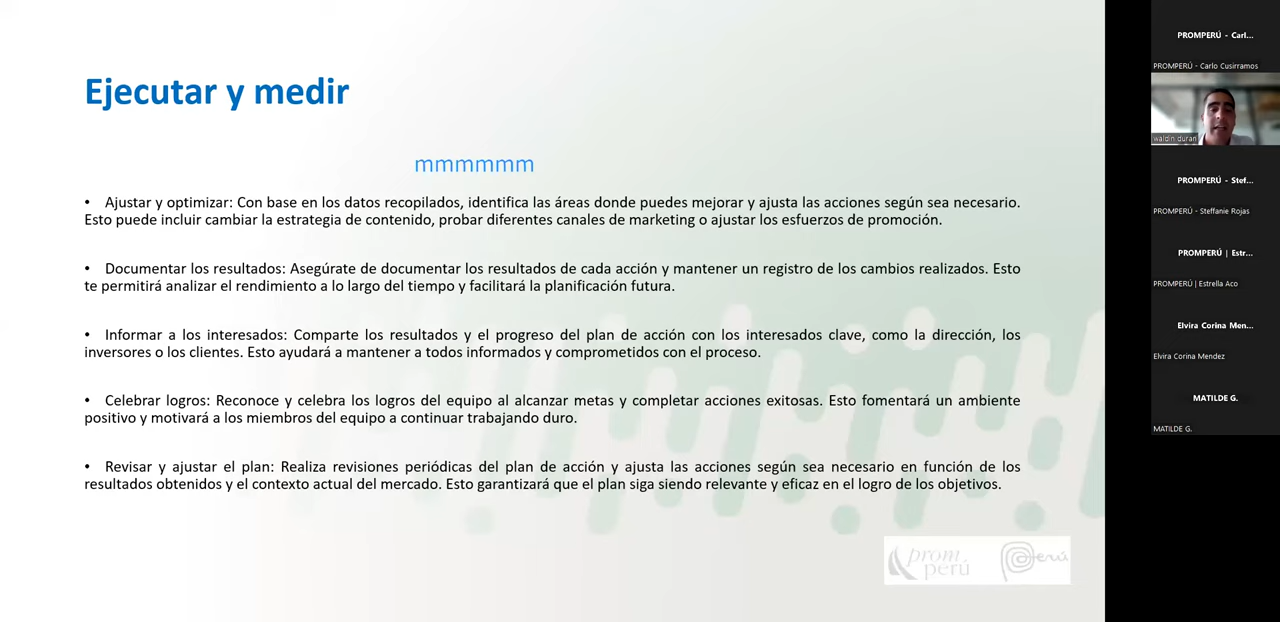 Ejecutar y medir
mmmmmm
• Ajustar y optimizar: Con base en los datos recopilados, identifica las áreas donde puedes mejorar y ajusta las acciones según sea necesario.
Esto puede incluir cambiar la estrategia de contenido, probar diferentes canales de marketing o ajustar los esfuerzos de promoción.
• Documentar los resultados: Asegúrate de documentar los resultados de cada acción y mantener un registro de los cambios realizados. Esto
te permitirá analizar el rendimiento a lo largo del tiempo y facilitará la planificación futura.
• Informar a los interesados: Comparte los resultados y el progreso del plan de acción con los interesados clave, como la dirección, los
inversores o los clientes. Esto ayudará a mantener a todos informados y comprometidos con el proceso.
• Celebrar logros: Reconoce y celebra los logros del equipo al alcanzar metas y completar acciones exitosas. Esto fomentará un ambiente
positivo y motivará a los miembros del equipo a continuar trabajando duro.
• Revisar y ajustar el plan: Realiza revisiones periódicas del plan de acción y ajusta las acciones según sea necesario en función de los
resultados obtenidos y el contexto actual del mercado. Esto garantizará que el plan siga siendo relevante y eficaz en el logro de los objetivos.
prom
perú
Perú
PROMPERÚ - Carl...
PROMPERÚ - Carlo Cusirramos
waldin duran
PROMPERÚ - Stef...
PROMPERÚ - Steffanie Rojas
PROMPERÚ | Estr...
PROMPERÚ | Estrella Aco
Elvira Corina Men...
Elvira Corina Mendez
MATILDE G.
MATILDE G.